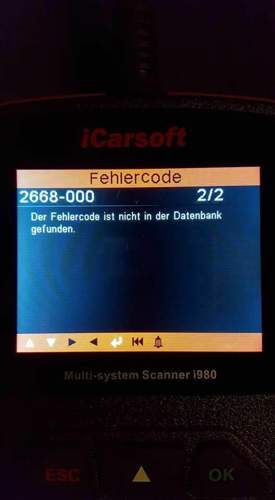 iCarsoft
Fehlercode
2668-000 2/2
Der Fehlercode ist nicht in der Datenbank
gefunden.
Multi-system Scanner i980
ESC OK